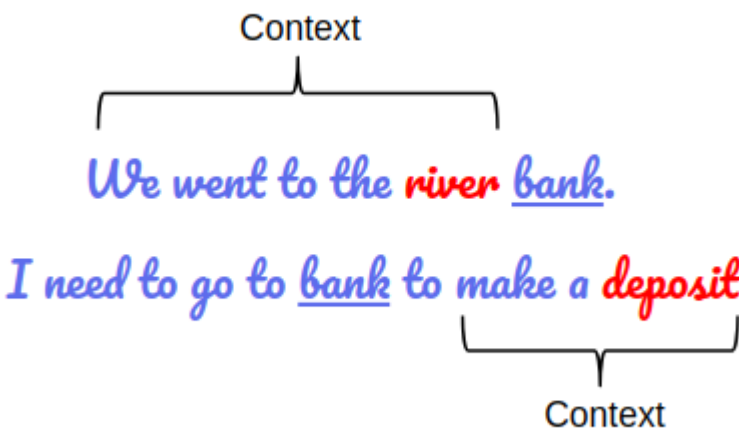 Context
We went to the river bank.
I need to go to bank to make a deposit
Context